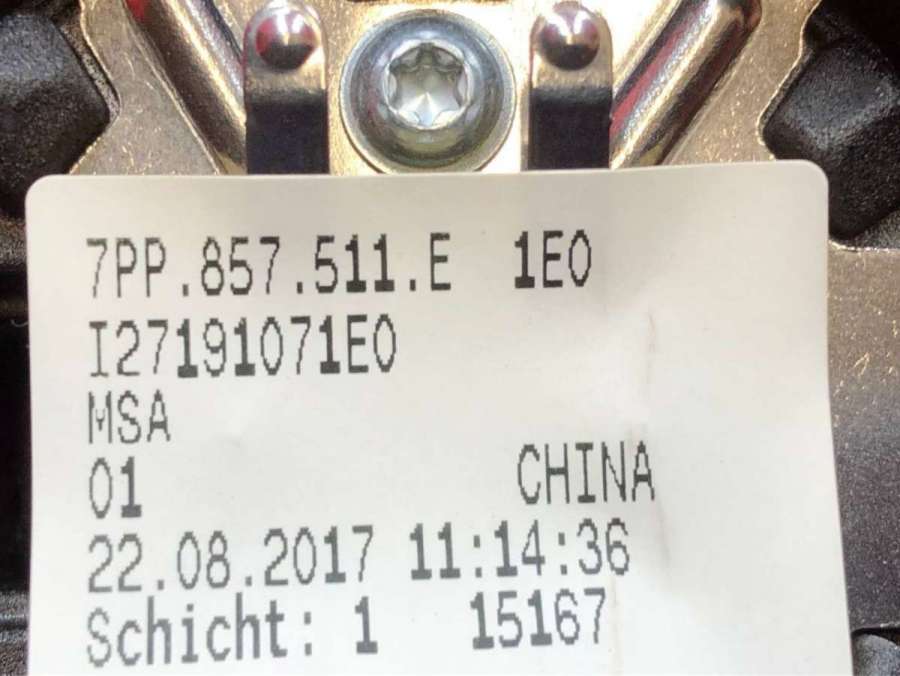 7PP.857.511.E 1E0
I27191071E0
MSA
01 CHINA
22.08.2017 11:14:36
Schicht: 1 15167